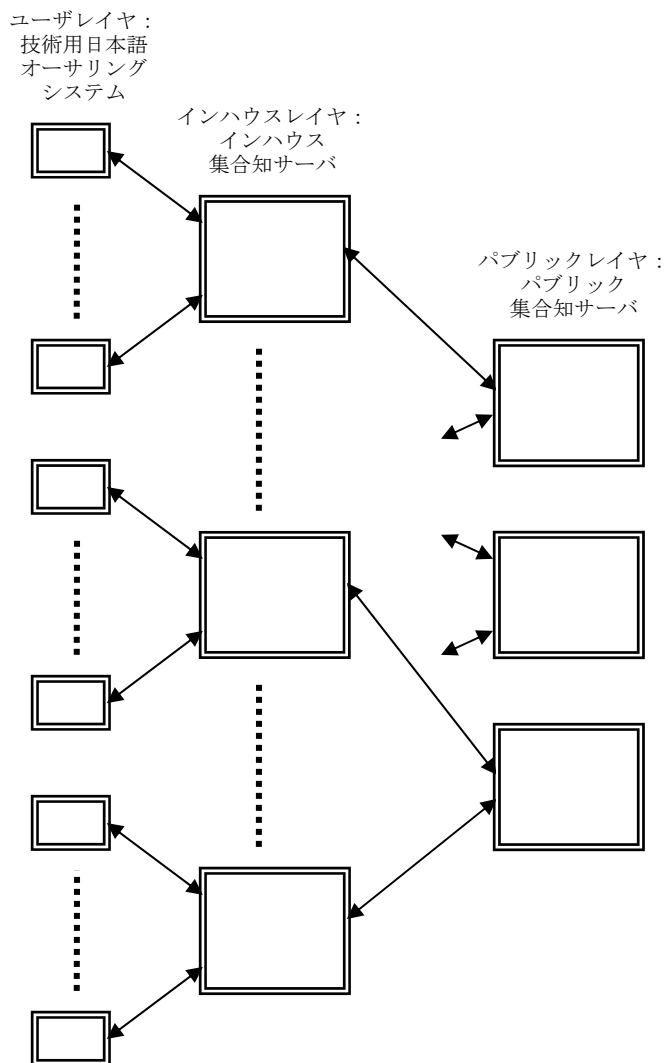 ユーザレイヤ：
技術用日本語
オーサリング
システム
インハウスレイヤ：
インハウス
集合知サーバ
パブリックレイヤ：
パブリック
集合知サーバ